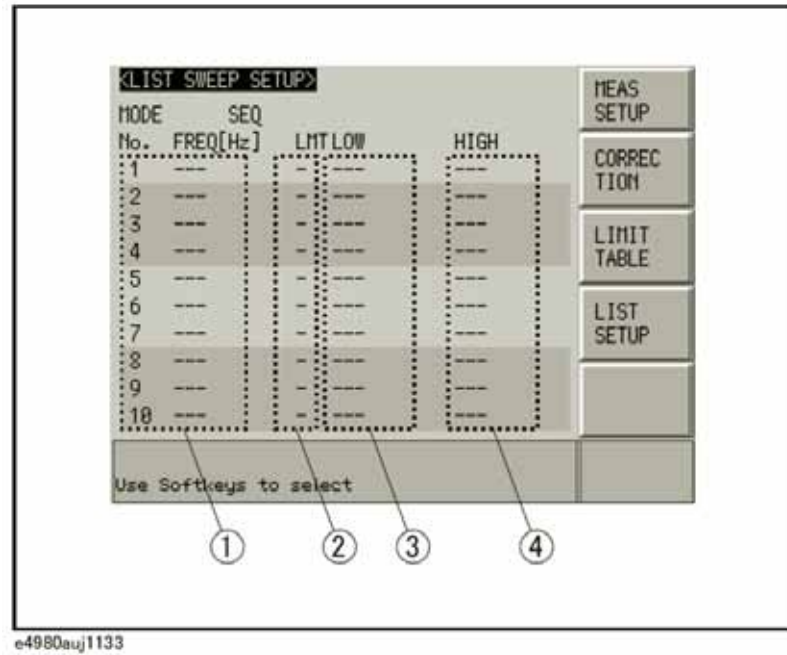 <LIST SWEEP SETUP>
MODE SEQ
No. FREQ[Hz] LMT LOW HIGH
1 --- - --- ---
2 --- - --- ---
3 --- - --- ---
4 --- - --- ---
5 --- - --- ---
6 --- - --- ---
7 --- - --- ---
8 --- - --- ---
9 --- - --- ---
10 --- - --- ---
MEAS
SETUP
CORREC
TION
LIMIT
TABLE
LIST
SETUP
Use Softkeys to select
① ② ③ ④
e4980auj1133